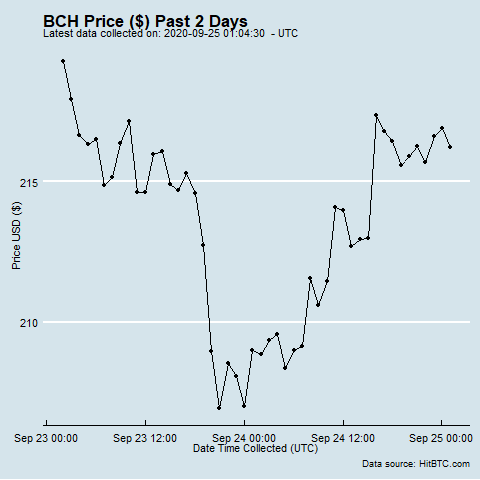 BCH Price ($) Past 2 Days
Latest data collected on: 2020-09-25 01:04:30  - UTC
215
210
Price USD ($)
Sep 23 00:00 Sep 23 12:00 Sep 24 00:00 Sep 24 12:00 Sep 25 00:00
Date Time Collected (UTC)
Data source: HitBTC.com